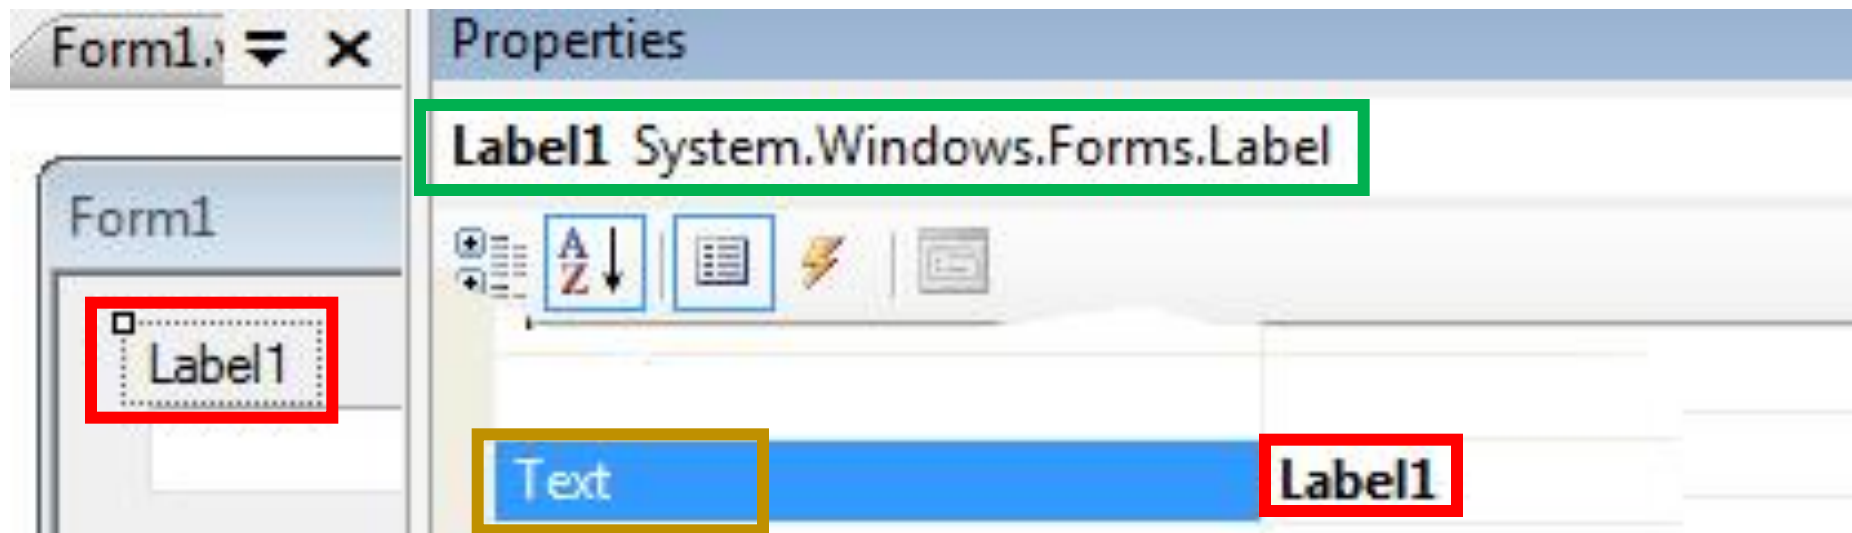 Form1.
Properties
Label1 System.Windows.Forms.Label
Form1
A
Z
Label1
Text Label1